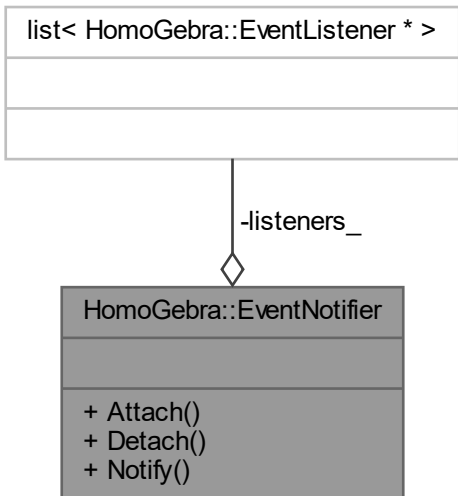 list< HomoGebra::EventListener * >
-listeners_
HomoGebra::EventNotifier
+ Attach()
+ Detach()
+ Notify()